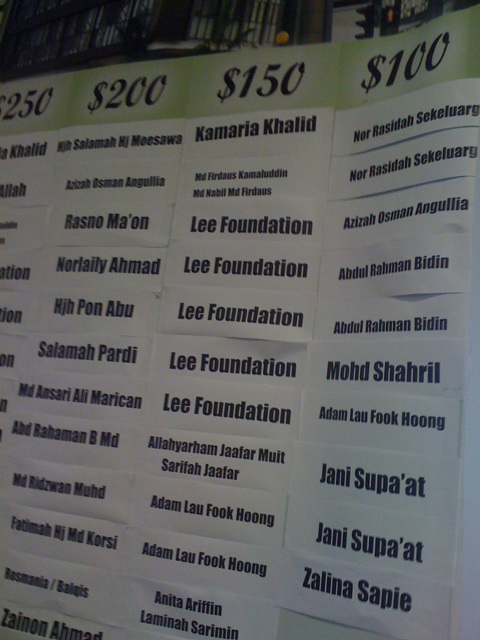 $250
Khalid
Allah
$200
Hjh Salamah Hj Moesawa
Azizah Osman Angullia
Rasno Ma'on
Norlaily Ahmad
Hjh Pon Abu
Salamah Pardi
Md Ansari Ali Marican
Abd Rahaman B Md
Md Ridzwan Muhd
Fatimah Hj Md Korsi
Rosmania / Balqis
Zainon Ahmad
$150
Kamaria Khalid
Md Firdaus Kamaluddin
Md Nabil Md Firdaus
Lee Foundation
Lee Foundation
Lee Foundation
Lee Foundation
Lee Foundation
Allahyarham Jaafar Muit
Sarifah Jaafar
Adam Lau Fook Hoong
Adam Lau Fook Hoong
Anita Ariffin
Laminah Sarimin
$100
Nor Rasidah Sekeluarg
Nor Rasidah Sekeluarg
Azizah Osman Angullia
Abdul Rahman Bidin
Abdul Rahman Bidin
Mohd Shahril
Adam Lau Fook Hoong
Jani Supa'at
Jani Supa'at
Zalina Sapie